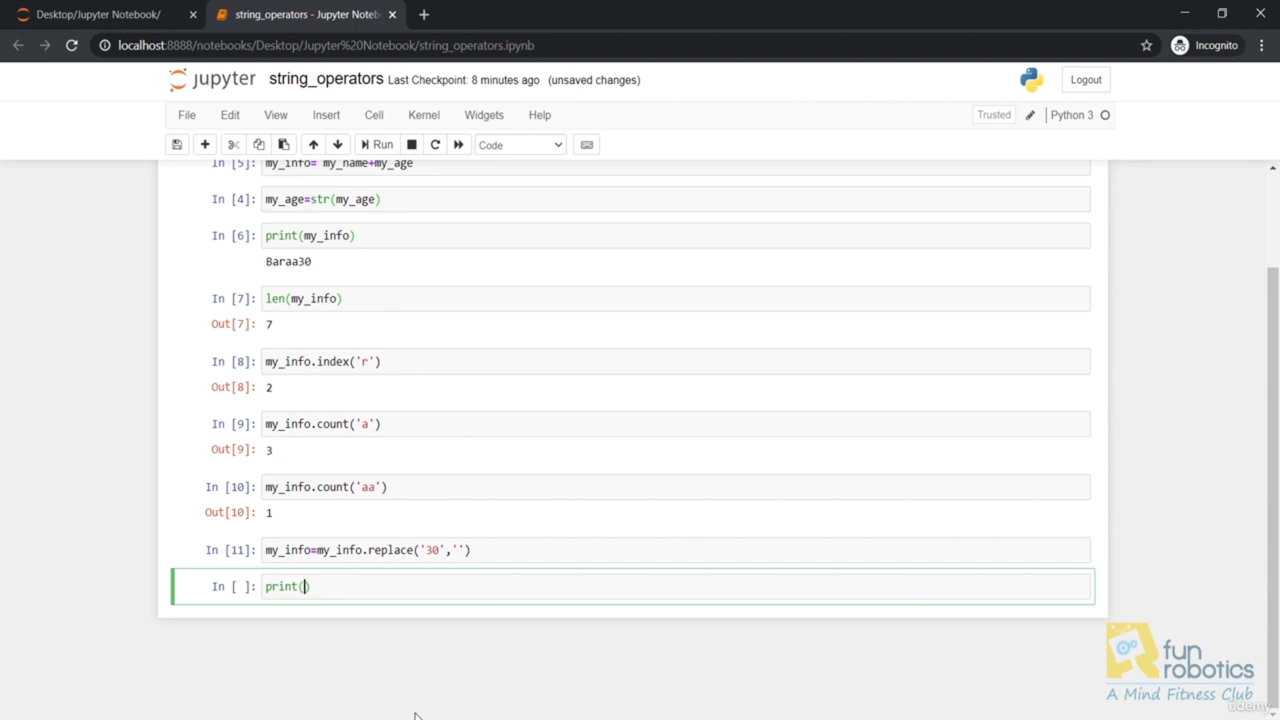 Desktop/Jupyter Notebook/
string_operators - Jupyter Noteb
localhost:8888/notebooks/Desktop/Jupyter%20Notebook/string_operators.ipynb
Incognito
jupyter string_operators Last Checkpoint: 8 minutes ago (unsaved changes)
Logout
File Edit View Insert Cell Kernel Widgets Help
Trusted Python 3
Run Code
In [5]: my_info= my_name+my_age
In [4]: my_age=str(my_age)
In [6]: print(my_info)
Baraa30
In [7]: len(my_info)
Out[7]: 7
In [8]: my_info.index('r')
Out[8]: 2
In [9]: my_info.count('a')
Out[9]: 3
In [10]: my_info.count('aa')
Out[10]: 1
In [11]: my_info=my_info.replace('30','')
In [ ]: print()
fun
robotics
A Mind Fitness Club
Udemy